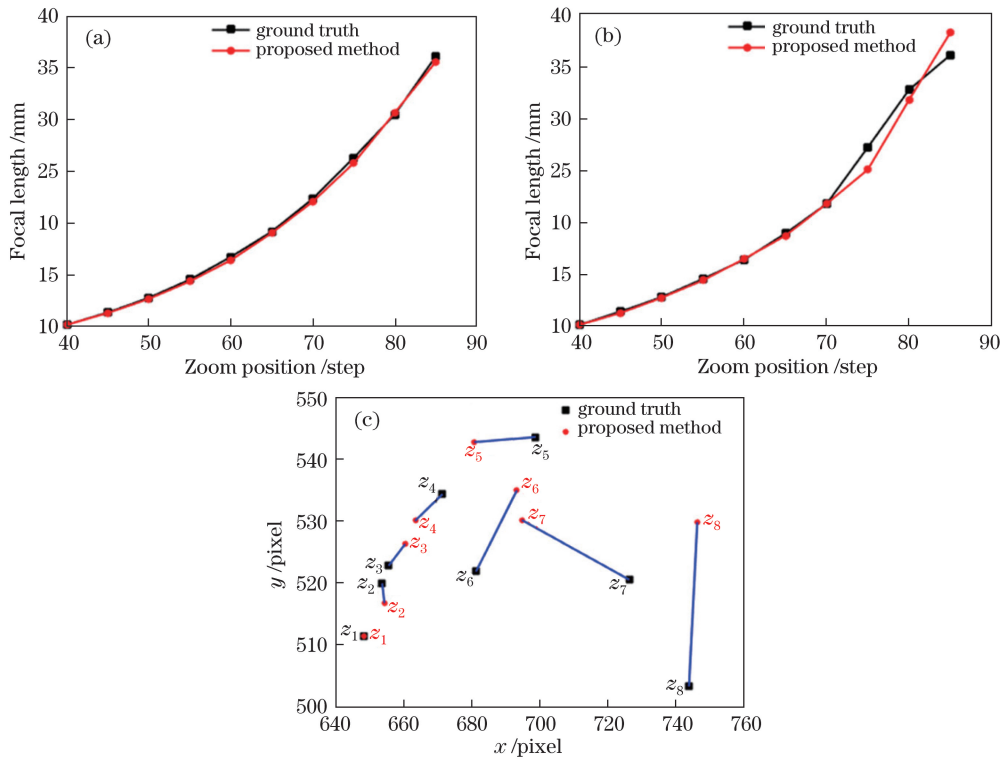 (a)
ground truth
proposed method
40
35
30
25
10
15
10
Focal length /mm
40 50 60 70 80 90
Zoom position /step
(b)
ground truth
proposed method
40
35
30
25
10
15
10
Focal length /mm
40 50 60 70 80 90
Zoom position /step
(c)
ground truth
proposed method
550
540
530
520
510
500
y /pixel
z5 z5
z4 z6
z4 z7 z8
z3
z3
z2 z6 z7
z2
z1 z1
z8
640 660 680 700 720 740 760
x /pixel